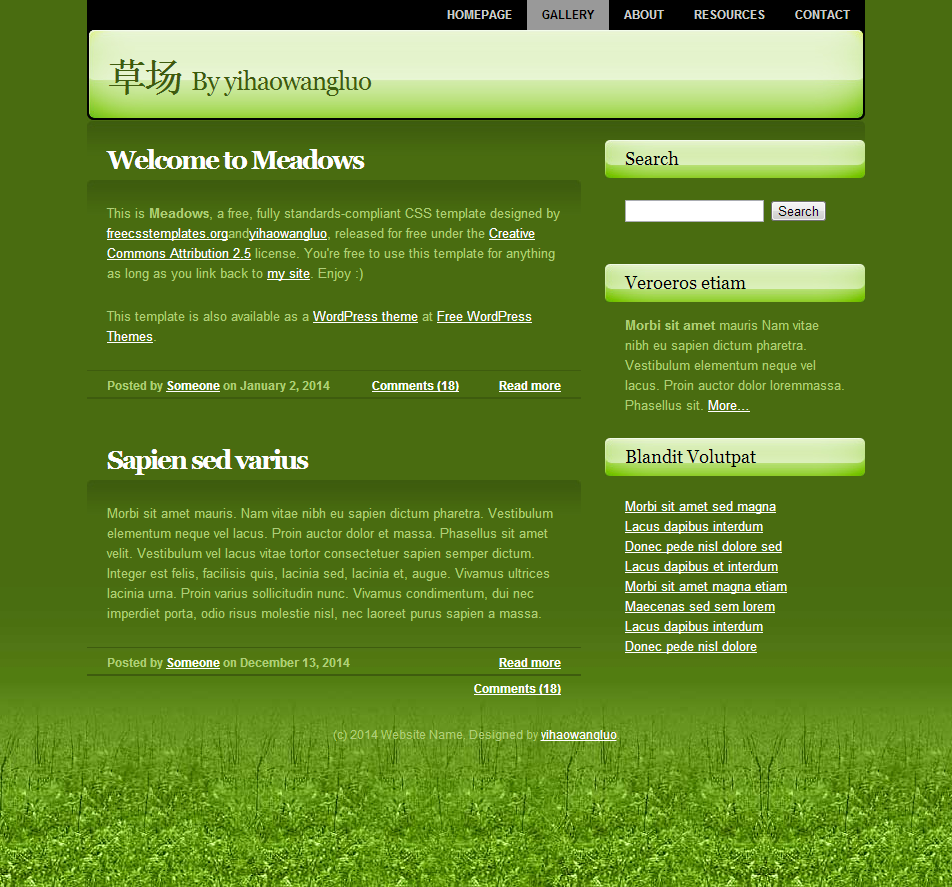 HOMEPAGE GALLERY ABOUT RESOURCES CONTACT
草场 By yihaowangluo
Welcome to Meadows
This is Meadows, a free, fully standards-compliant CSS template designed by
freecsstemplates.organdyihaowangluo, released for free under the Creative
Commons Attribution 2.5 license. You're free to use this template for anything
as long as you link back to my site. Enjoy :)
This template is also available as a WordPress theme at Free WordPress
Themes.
Posted by Someone on January 2, 2014 Comments (18) Read more
Sapien sed varius
Morbi sit amet mauris. Nam vitae nibh eu sapien dictum pharetra. Vestibulum
elementum neque vel lacus. Proin auctor dolor et massa. Phasellus sit amet
velit. Vestibulum vel lacus vitae tortor consectetuer sapien semper dictum.
Integer est felis, facilisis quis, lacinia sed, lacinia et, augue. Vivamus ultrices
lacinia urna. Proin varius sollicitudin nunc. Vivamus condimentum, dui nec
imperdiet porta, odio risus molestie nisl, nec laoreet purus sapien a massa.
Posted by Someone on December 13, 2014 Read more
Comments (18)
Search
Search
Veroeros etiam
Morbi sit amet mauris Nam vitae
nibh eu sapien dictum pharetra.
Vestibulum elementum neque vel
lacus. Proin auctor dolor loremmassa.
Phasellus sit. More…
Blandit Volutpat
Morbi sit amet sed magna
Lacus dapibus interdum
Donec pede nisl dolore sed
Lacus dapibus et interdum
Morbi sit amet magna etiam
Maecenas sed sem lorem
Lacus dapibus interdum
Donec pede nisl dolore
(c) 2014 Website Name, Designed by yihaowangluo